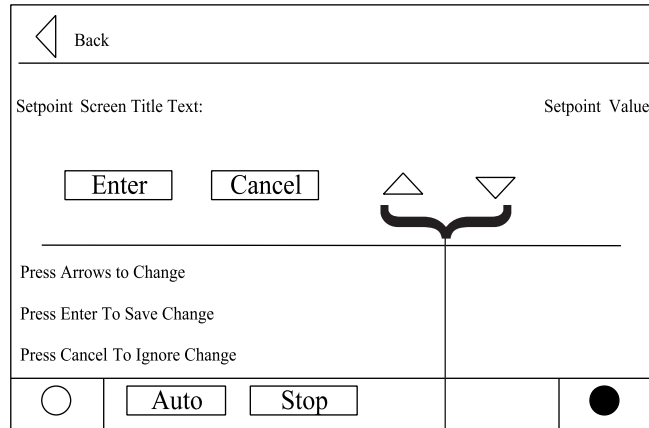 Back
Setpoint Screen Title Text: Setpoint Value
Enter Cancel
Press Arrows to Change
Press Enter To Save Change
Press Cancel To Ignore Change
Auto Stop